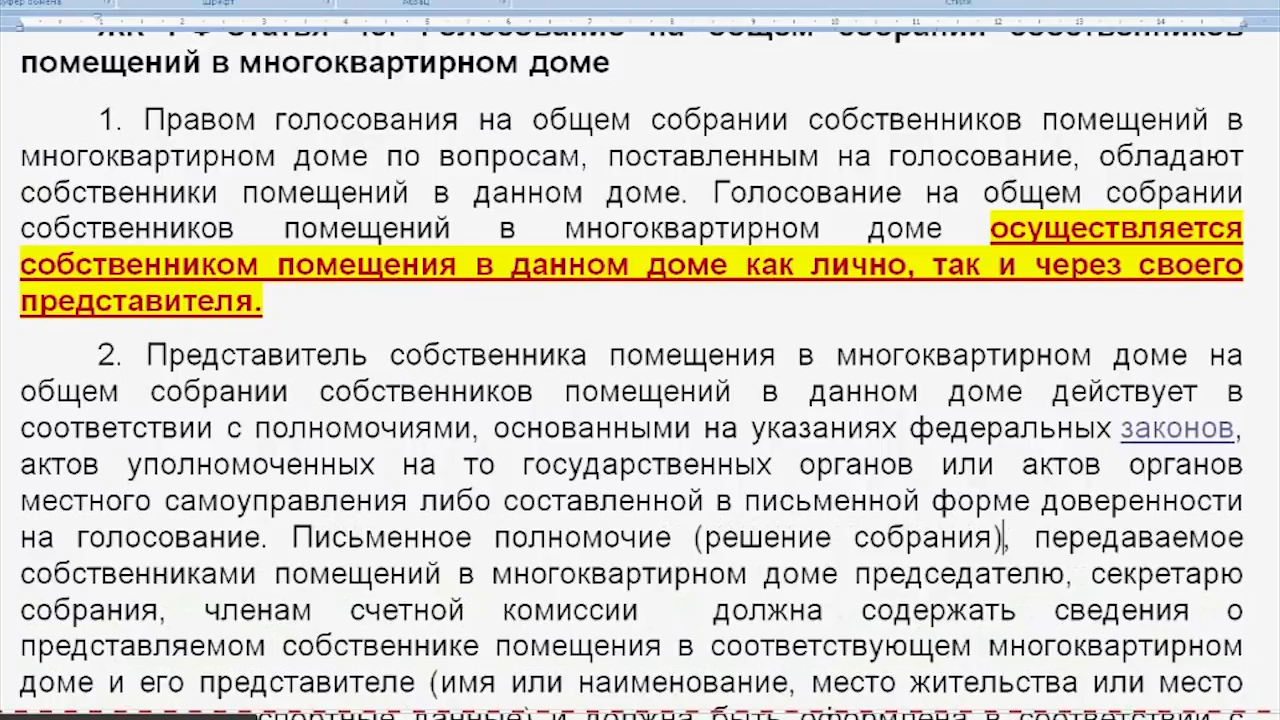 помещений в многоквартирном доме
1. Правом голосования на общем собрании собственников помещений в
многоквартирном доме по вопросам, поставленным на голосование, обладают
собственники помещений в данном доме. Голосование на общем собрании
собственников помещений в многоквартирном доме осуществляется
собственником помещения в данном доме как лично, так и через своего
представителя.
2. Представитель собственника помещения в многоквартирном доме на
общем собрании собственников помещений в данном доме действует в
соответствии с полномочиями, основанными на указаниях федеральных законов,
актов уполномоченных на то государственных органов или актов органов
местного самоуправления либо составленной в письменной форме доверенности
на голосование. Письменное полномочие (решение собрания), передаваемое
собственниками помещений в многоквартирном доме председателю, секретарю
собрания, членам счетной комиссии должна содержать сведения о
представляемом собственнике помещения в соответствующем многоквартирном
доме и его представителе (имя или наименование, место жительства или место